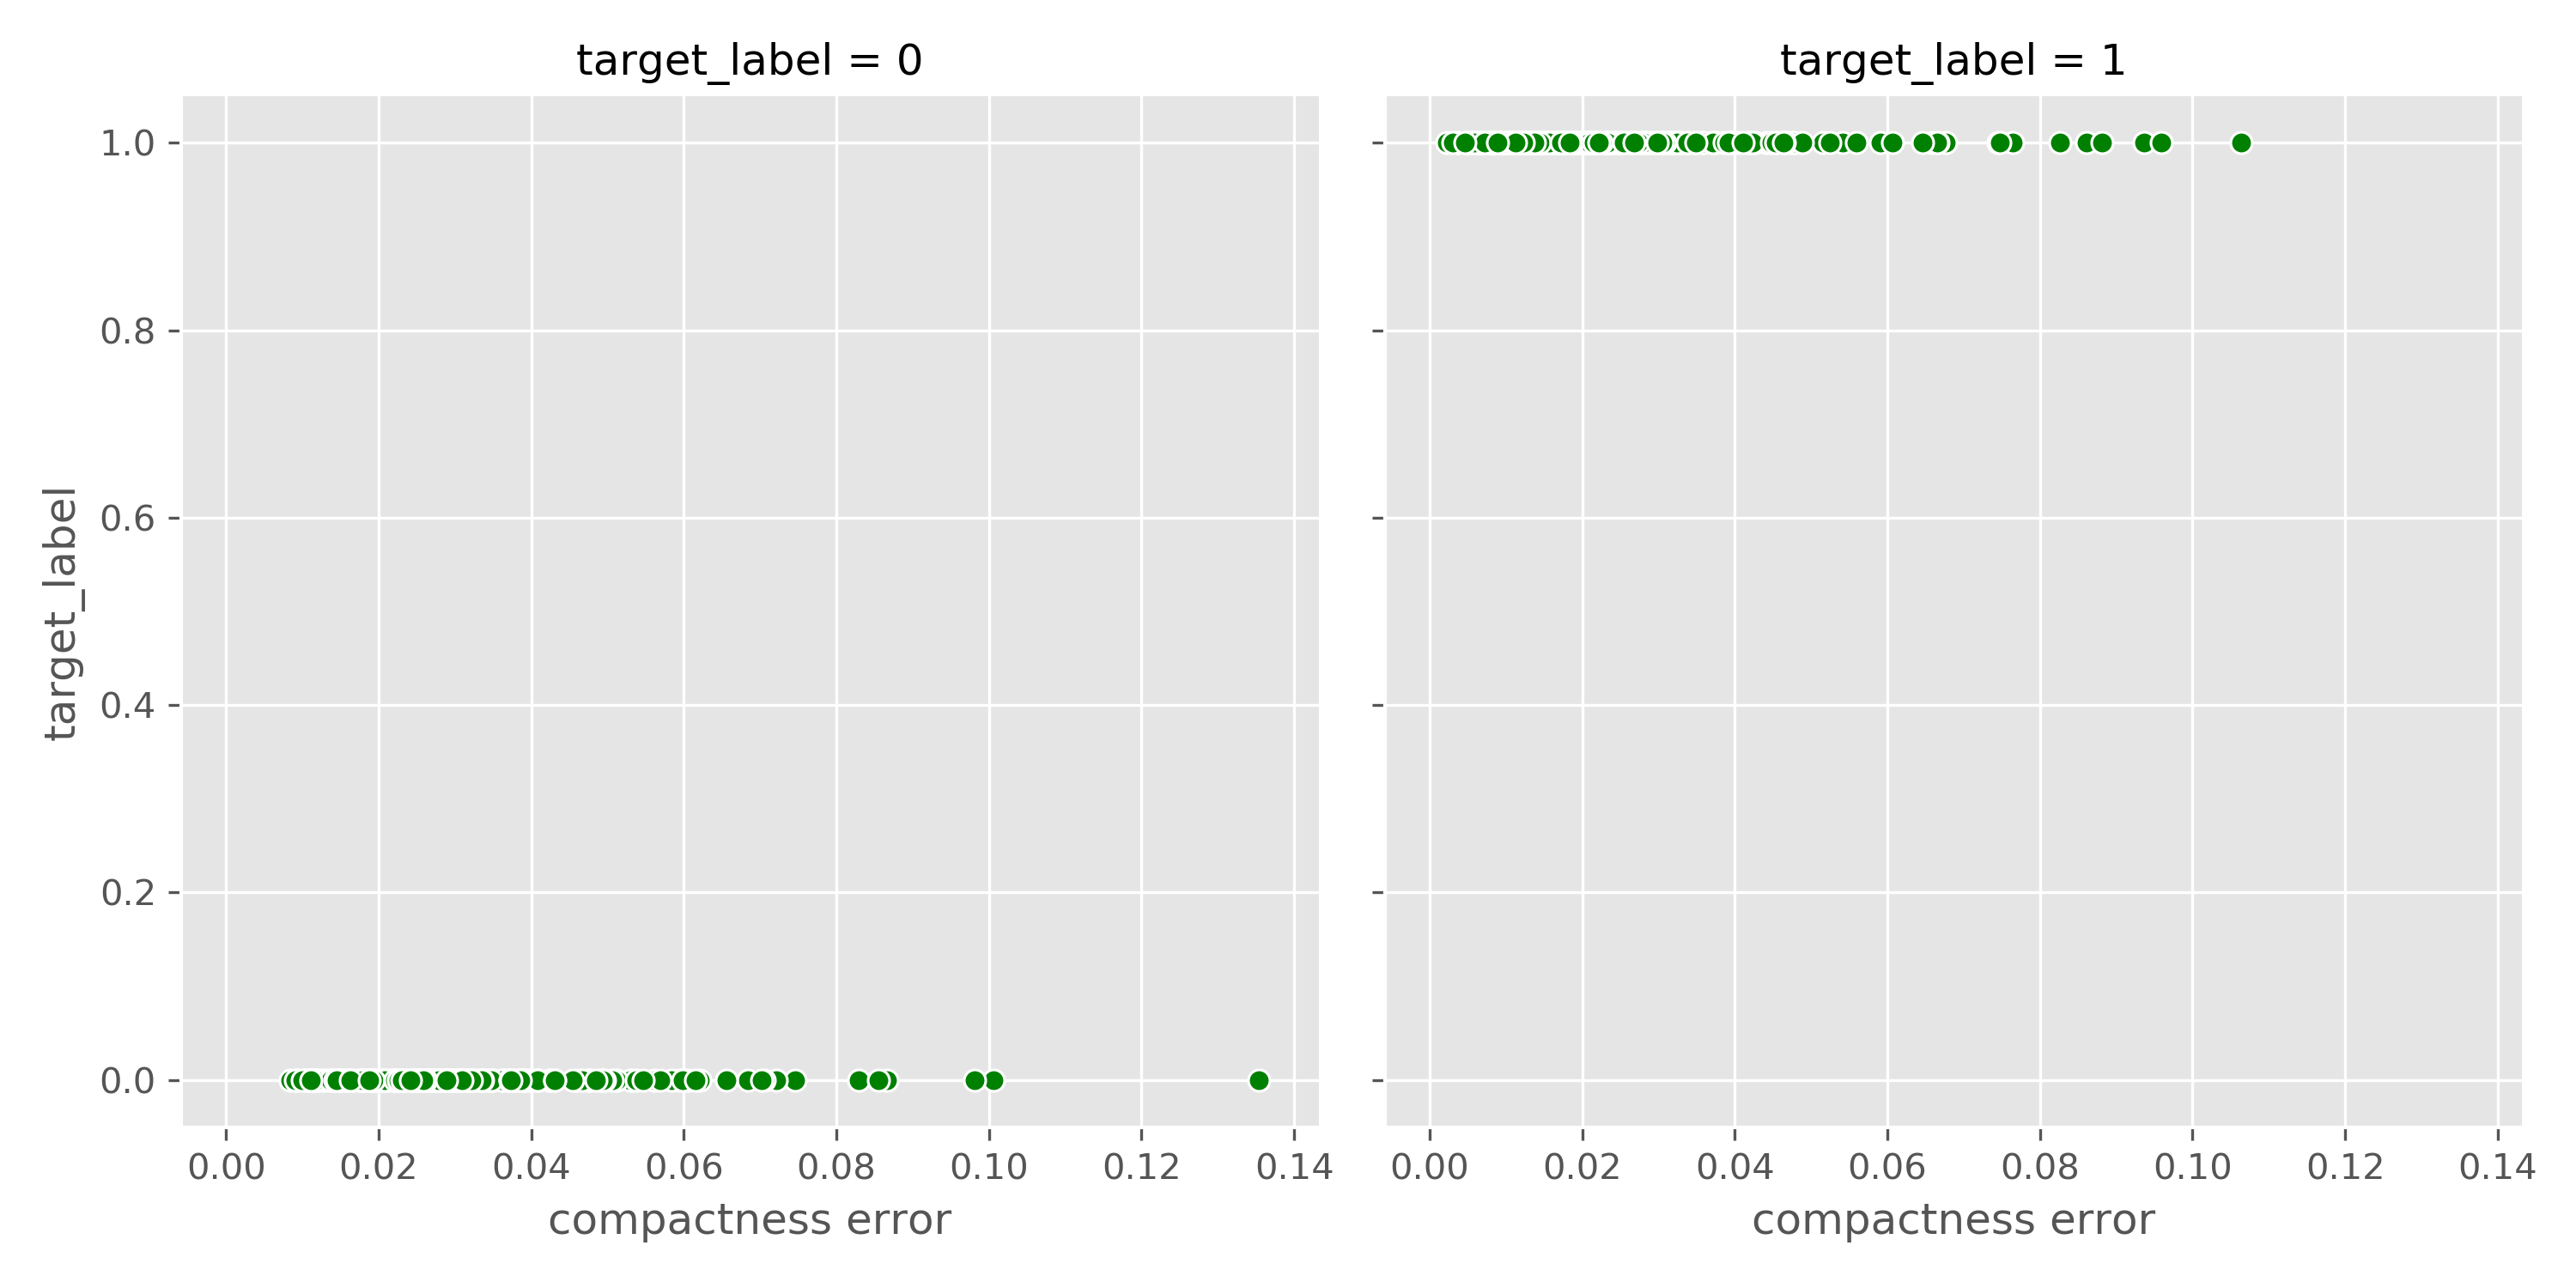 target_label = 0
target_label = 1
target_label
1.0
0.8
0.6
0.4
0.2
0.0
0.00 0.02 0.04 0.06 0.08 0.10 0.12 0.14
0.00 0.02 0.04 0.06 0.08 0.10 0.12 0.14
compactness error
compactness error